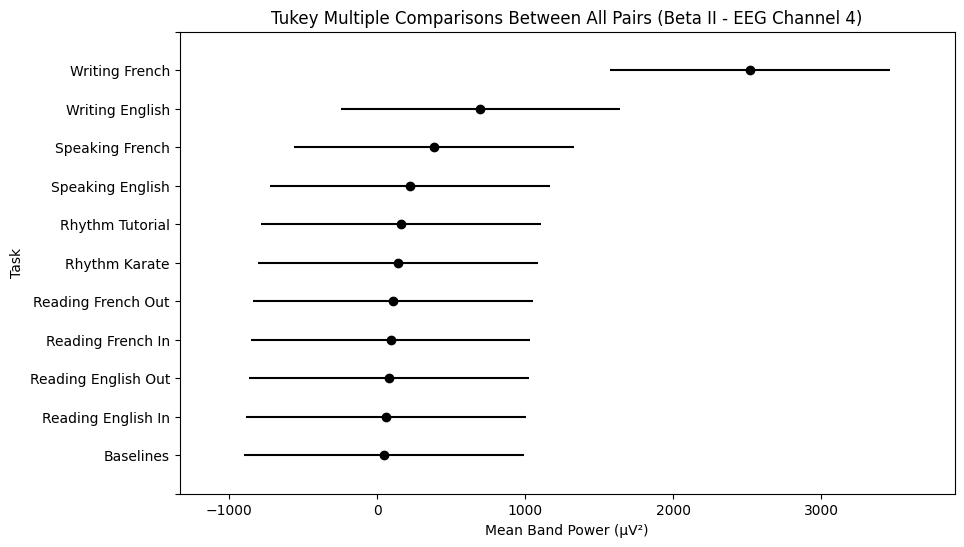 Tukey Multiple Comparisons Between All Pairs (Beta II - EEG Channel 4)
Task
Writing French
Writing English
Speaking French
Speaking English
Rhythm Tutorial
Rhythm Karate
Reading French Out
Reading French In
Reading English Out
Reading English In
Baselines
−1000 0 1000 2000 3000
Mean Band Power (μV²)